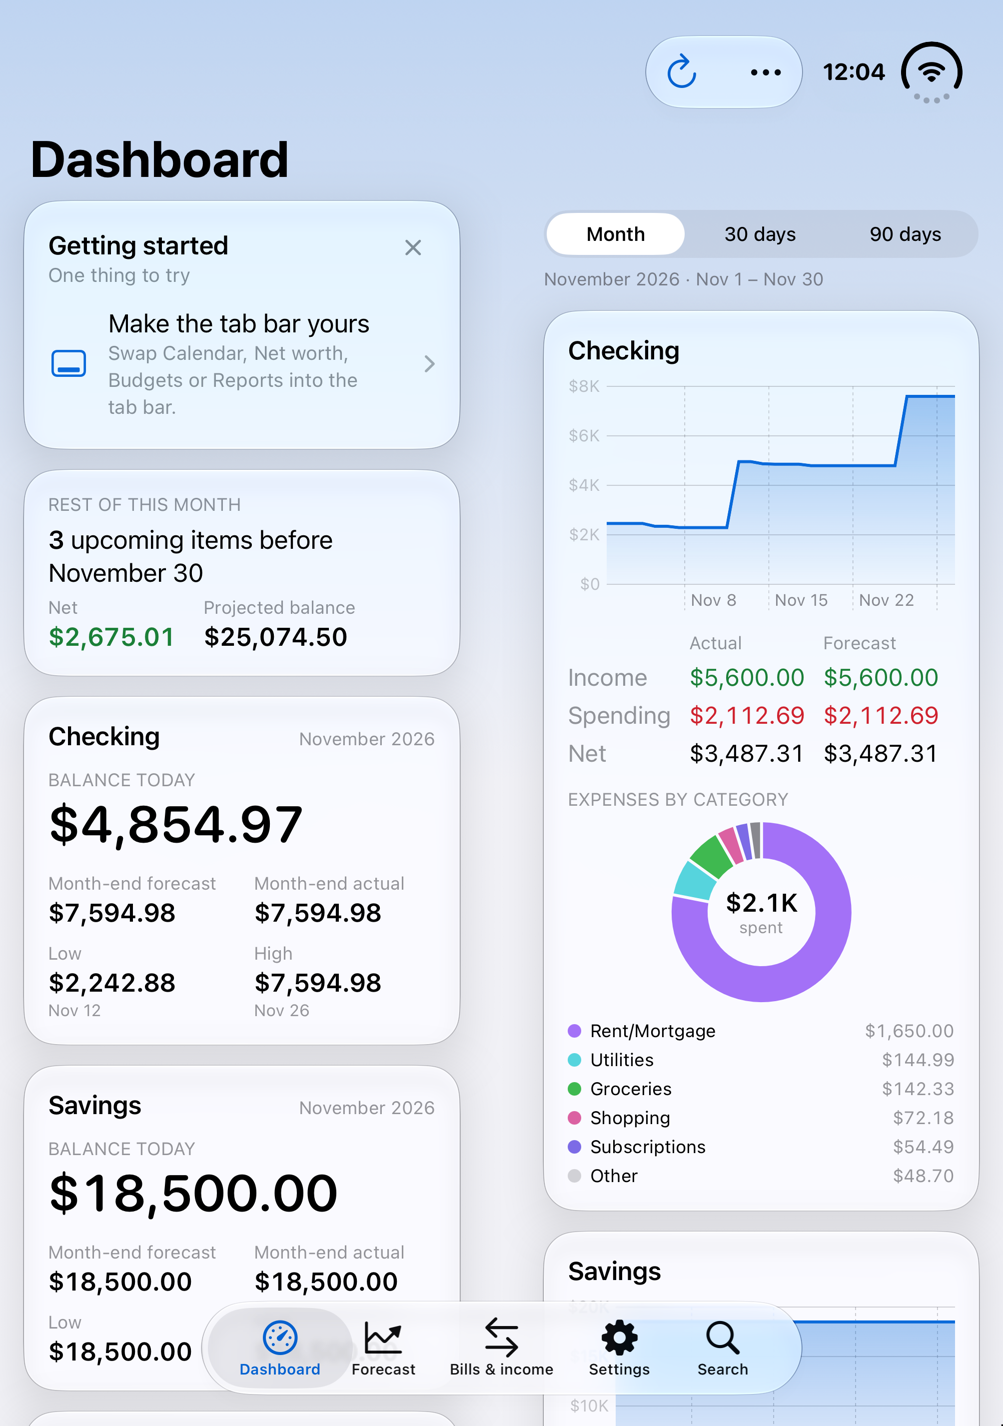 12:04
Dashboard
Getting started
One thing to try
Make the tab bar yours
Swap Calendar, Net worth,
Budgets or Reports into the
tab bar.
REST OF THIS MONTH
3 upcoming items before
November 30
Net Projected balance
$2,675.01 $25,074.50
Checking November 2026
BALANCE TODAY
$4,854.97
Month-end forecast Month-end actual
$7,594.98 $7,594.98
Low High
$2,242.88 $7,594.98
Nov 12 Nov 26
Savings November 2026
BALANCE TODAY
$18,500.00
Month-end forecast Month-end actual
$18,500.00 $18,500.00
Low
$18,500.00
Month 30 days 90 days
November 2026 · Nov 1 – Nov 30
Checking
$8K
$6K
$4K
$2K
$0
Nov 8 Nov 15 Nov 22
Actual Forecast
Income $5,600.00 $5,600.00
Spending $2,112.69 $2,112.69
Net $3,487.31 $3,487.31
EXPENSES BY CATEGORY
$2.1K
spent
Rent/Mortgage $1,650.00
Utilities $144.99
Groceries $142.33
Shopping $72.18
Subscriptions $54.49
Other $48.70
Savings
$20K
$10K
Dashboard Forecast Bills & income Settings Search